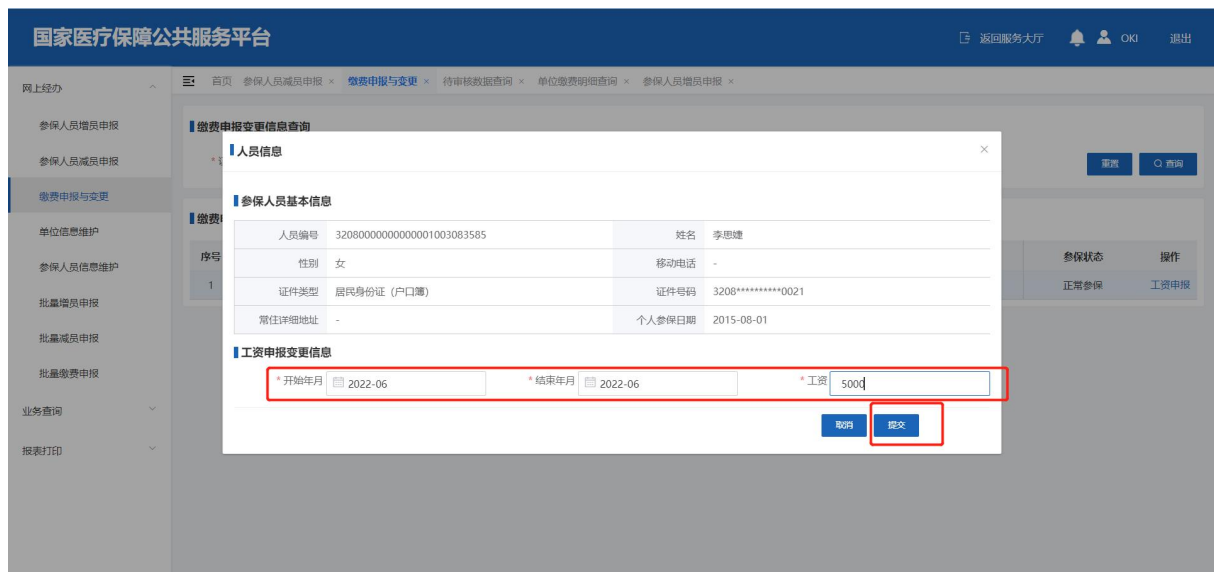 国家医疗保障公共服务平台 返回服务大厅 OKI 退出
网上经办
参保人员增员申报
参保人员减员申报
缴费申报与变更
单位信息维护
参保人员信息维护
批量增员申报
批量减员申报
批量缴费申报
业务查询
报表打印
首页 参保人员减员申报 × 缴费申报与变更 × 待审核数据查询 × 单位缴费明细查询 × 参保人员增员申报 ×
缴费申报变更信息查询
重置 查询
缴费
序号 参保状态 操作
1 正常参保 工资申报
人员信息 ×
参保人员基本信息
人员编号 32080000000000001003083585 姓名 李思婕
性别 女 移动电话 -
证件类型 居民身份证（户口簿） 证件号码 3208**********0021
常住详细地址 - 个人参保日期 2015-08-01
工资申报变更信息
* 开始年月 2022-06 * 结束年月 2022-06 * 工资 5000
取消 提交